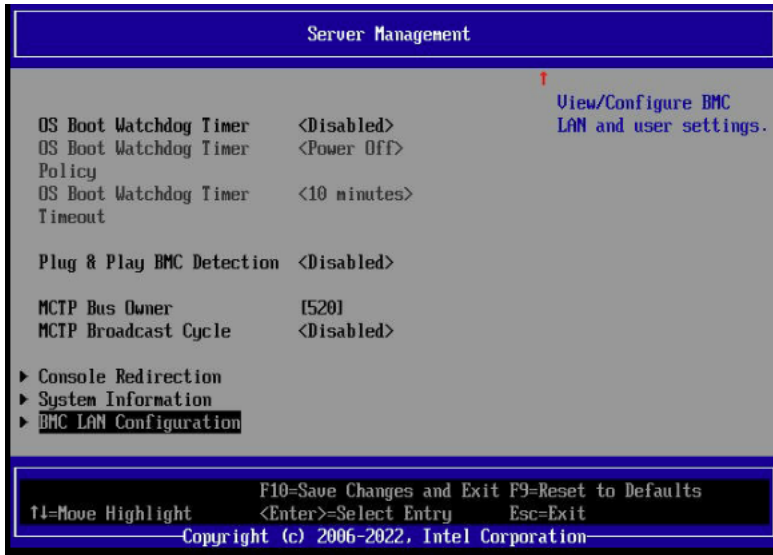 Server Management
↑
View/Configure BMC
OS Boot Watchdog Timer <Disabled> LAN and user settings.
OS Boot Watchdog Timer <Power Off>
Policy
OS Boot Watchdog Timer <10 minutes>
Timeout
Plug & Play BMC Detection <Disabled>
MCTP Bus Owner [520]
MCTP Broadcast Cycle <Disabled>
▶ Console Redirection
▶ System Information
▶ BMC LAN Configuration
F10=Save Changes and Exit F9=Reset to Defaults
↑↓=Move Highlight <Enter>=Select Entry Esc=Exit
Copyright (c) 2006-2022, Intel Corporation